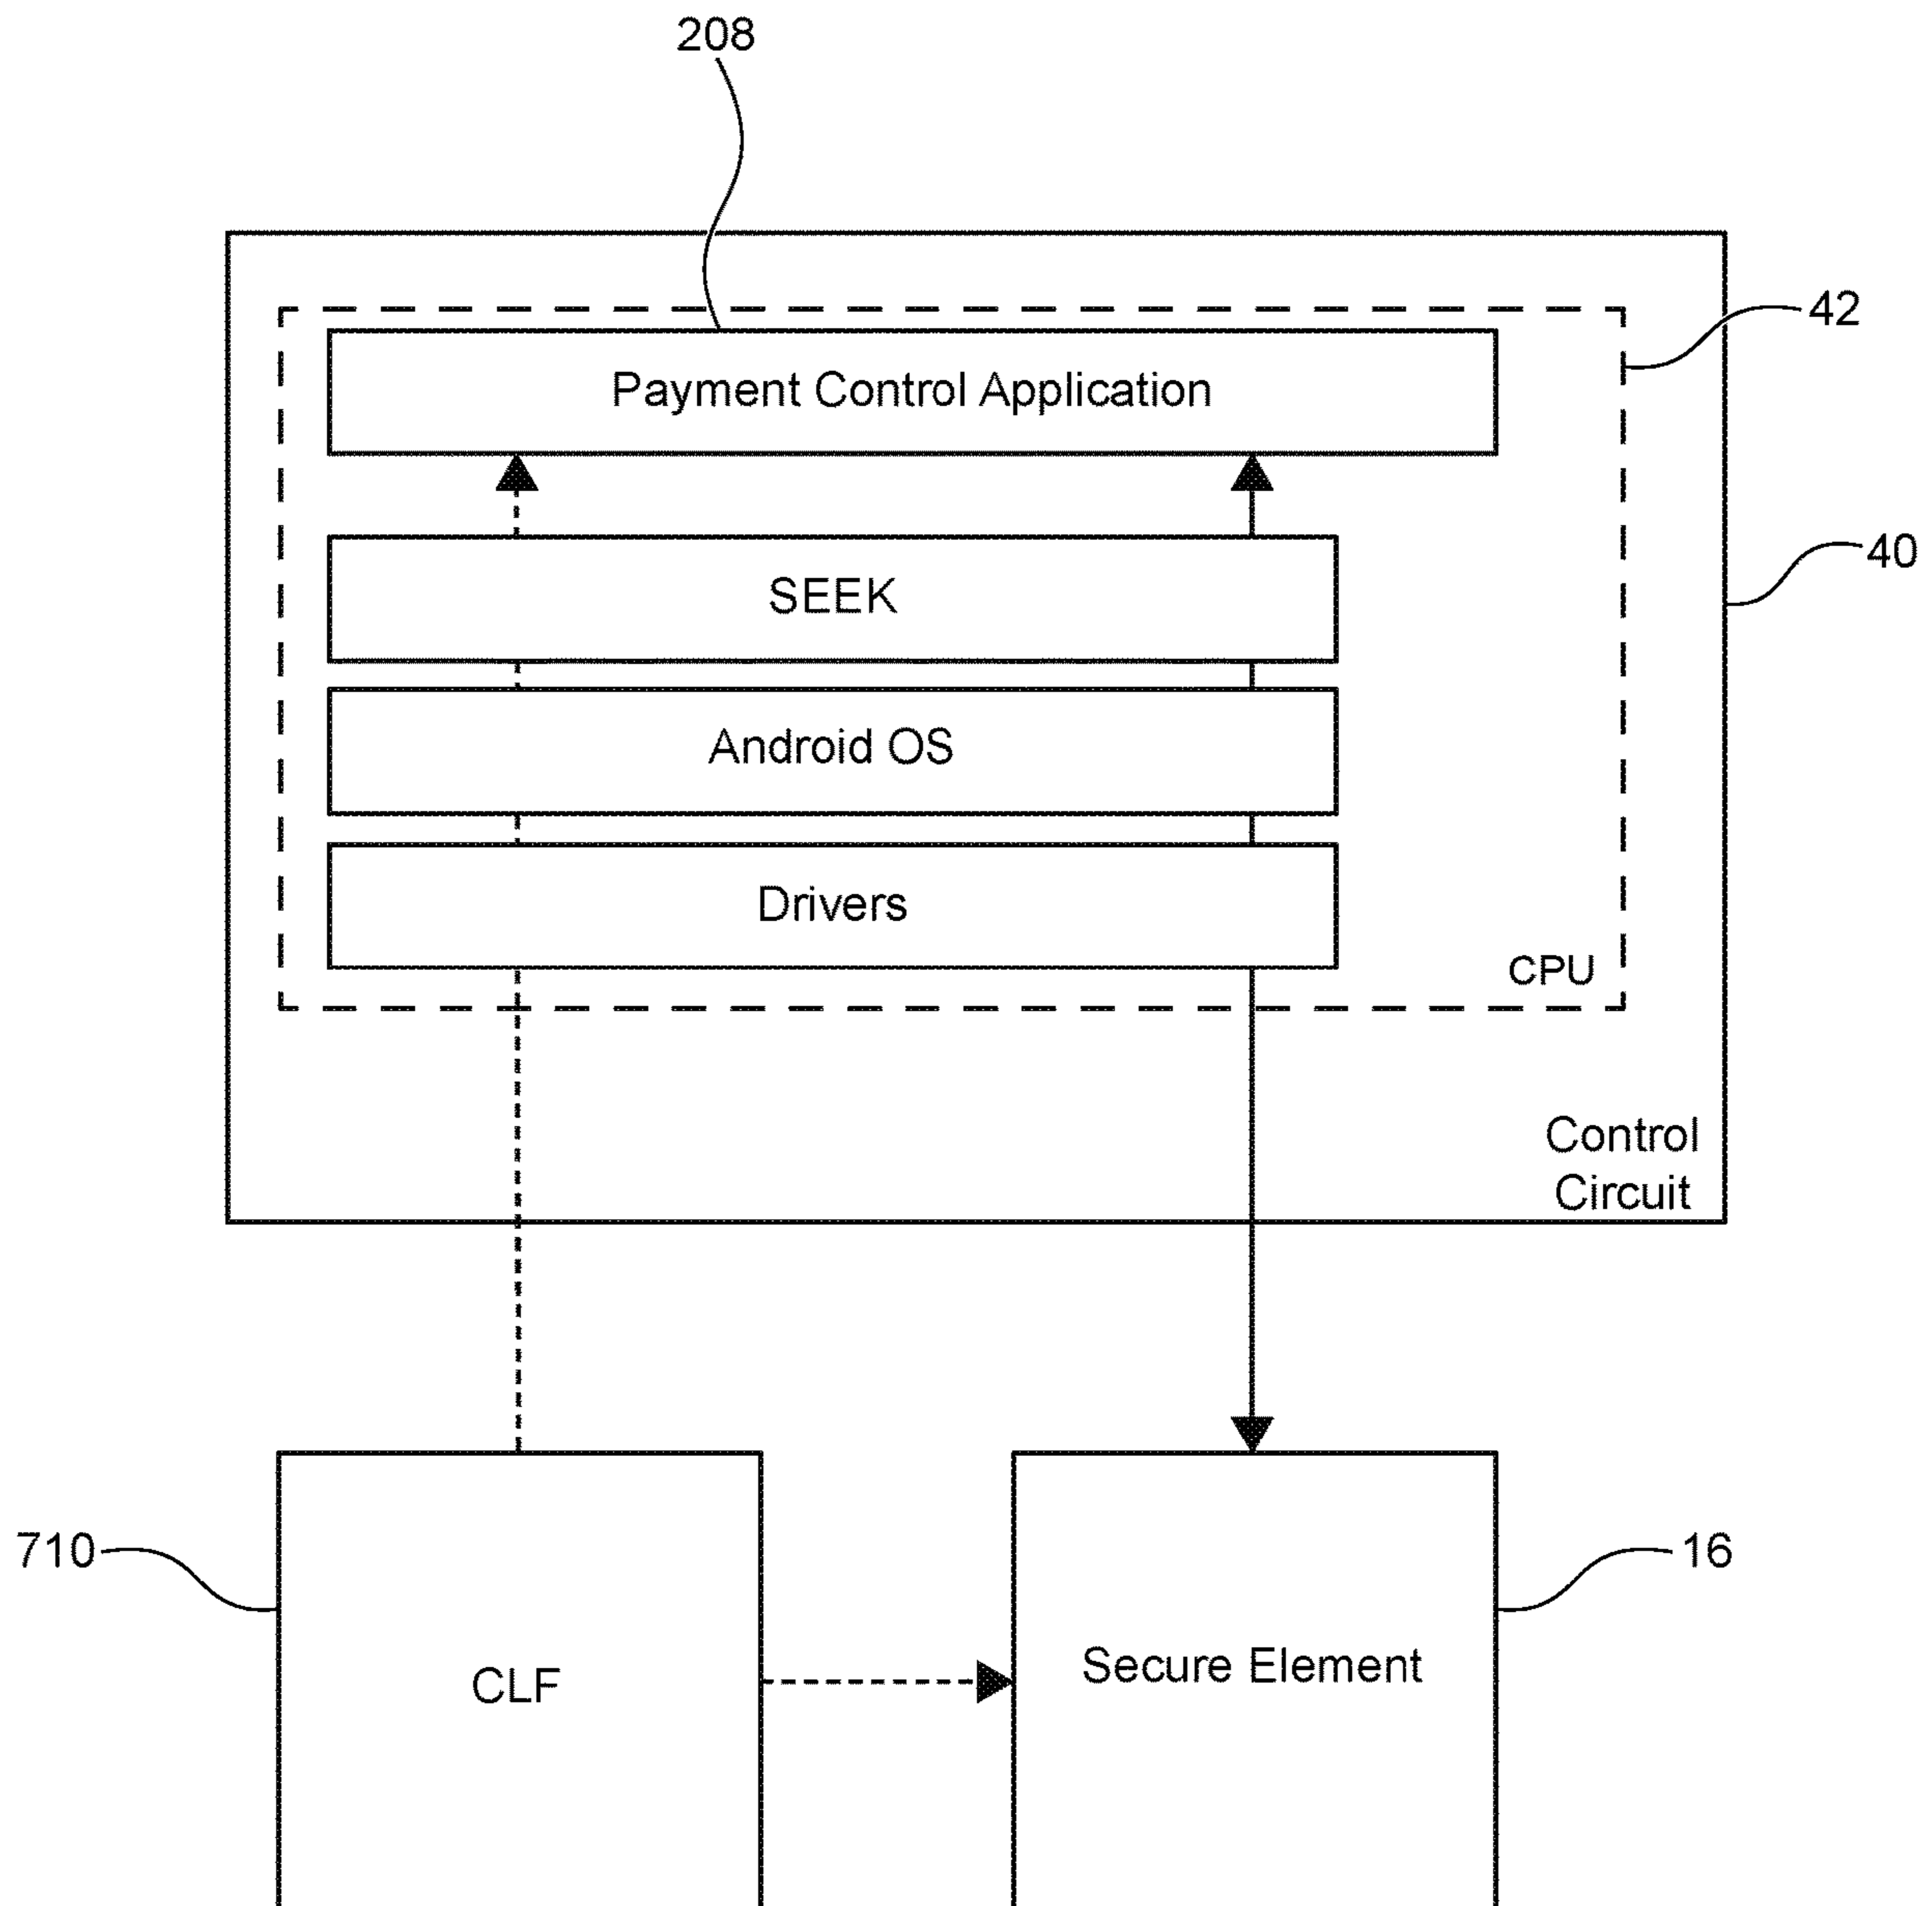 208
42
Payment Control Application
40
SEEK
Android OS
Drivers
CPU
Control
Circuit
710
16
CLF
Secure Element